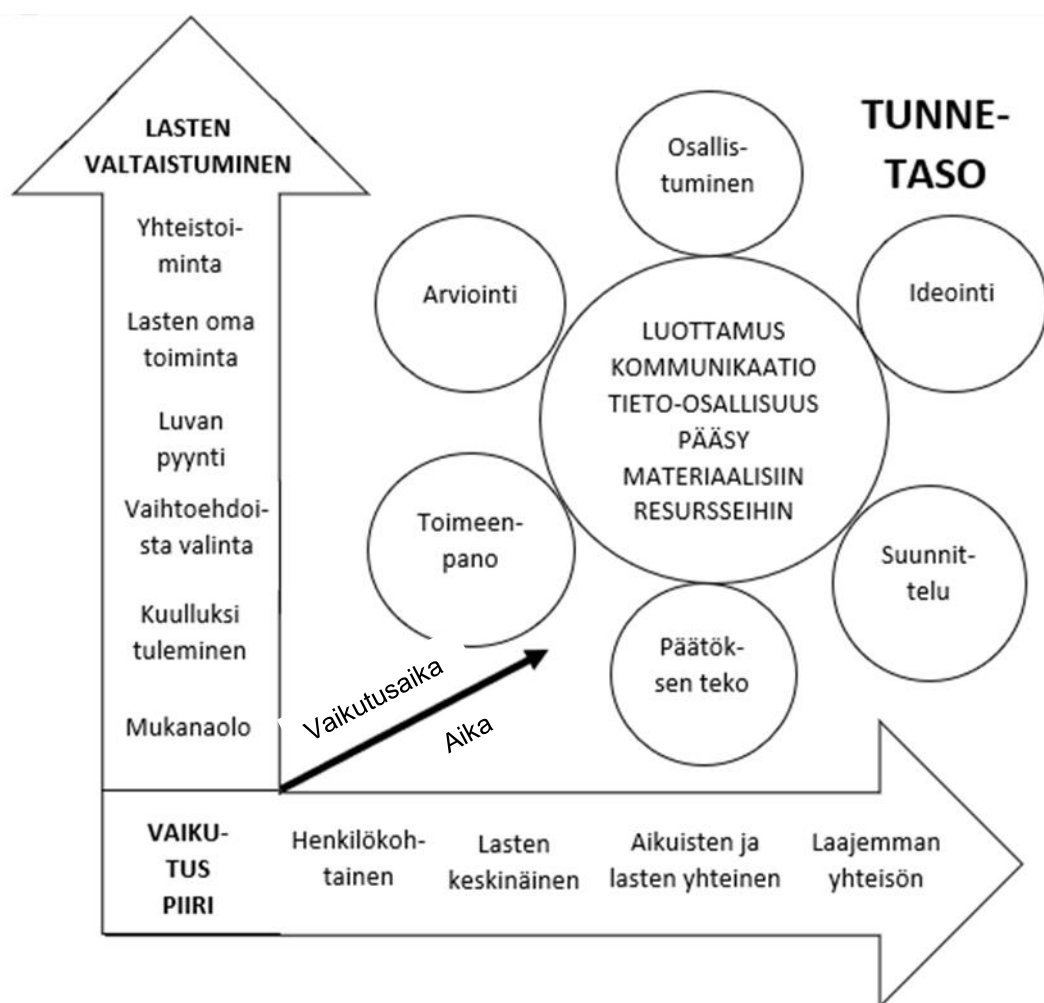 LASTEN
VALTAISTUMINEN
Yhteistoi-
minta
Lasten oma
toiminta
Luvan
pyynti
Vaihtoehdoi-
sta valinta
Kuulluksi
tuleminen
Mukanaolo
TUNNE-
TASO
Osallis-
tuminen
Arviointi
Ideointi
LUOTTAMUS
KOMMUNIKAATIO
TIETO-OSALLISUUS
PÄÄSY
MATERIAALISIIN
RESURSSEIHIN
Toimeen-
pano
Suunnit-
telu
Päätök-
sen teko
Vaikutusaika
Aika
VAIKU-
TUS
PIIRI
Henkilökoh-
tainen
Lasten
keskinäinen
Aikuisten ja
lasten yhteinen
Laajemman
yhteisön